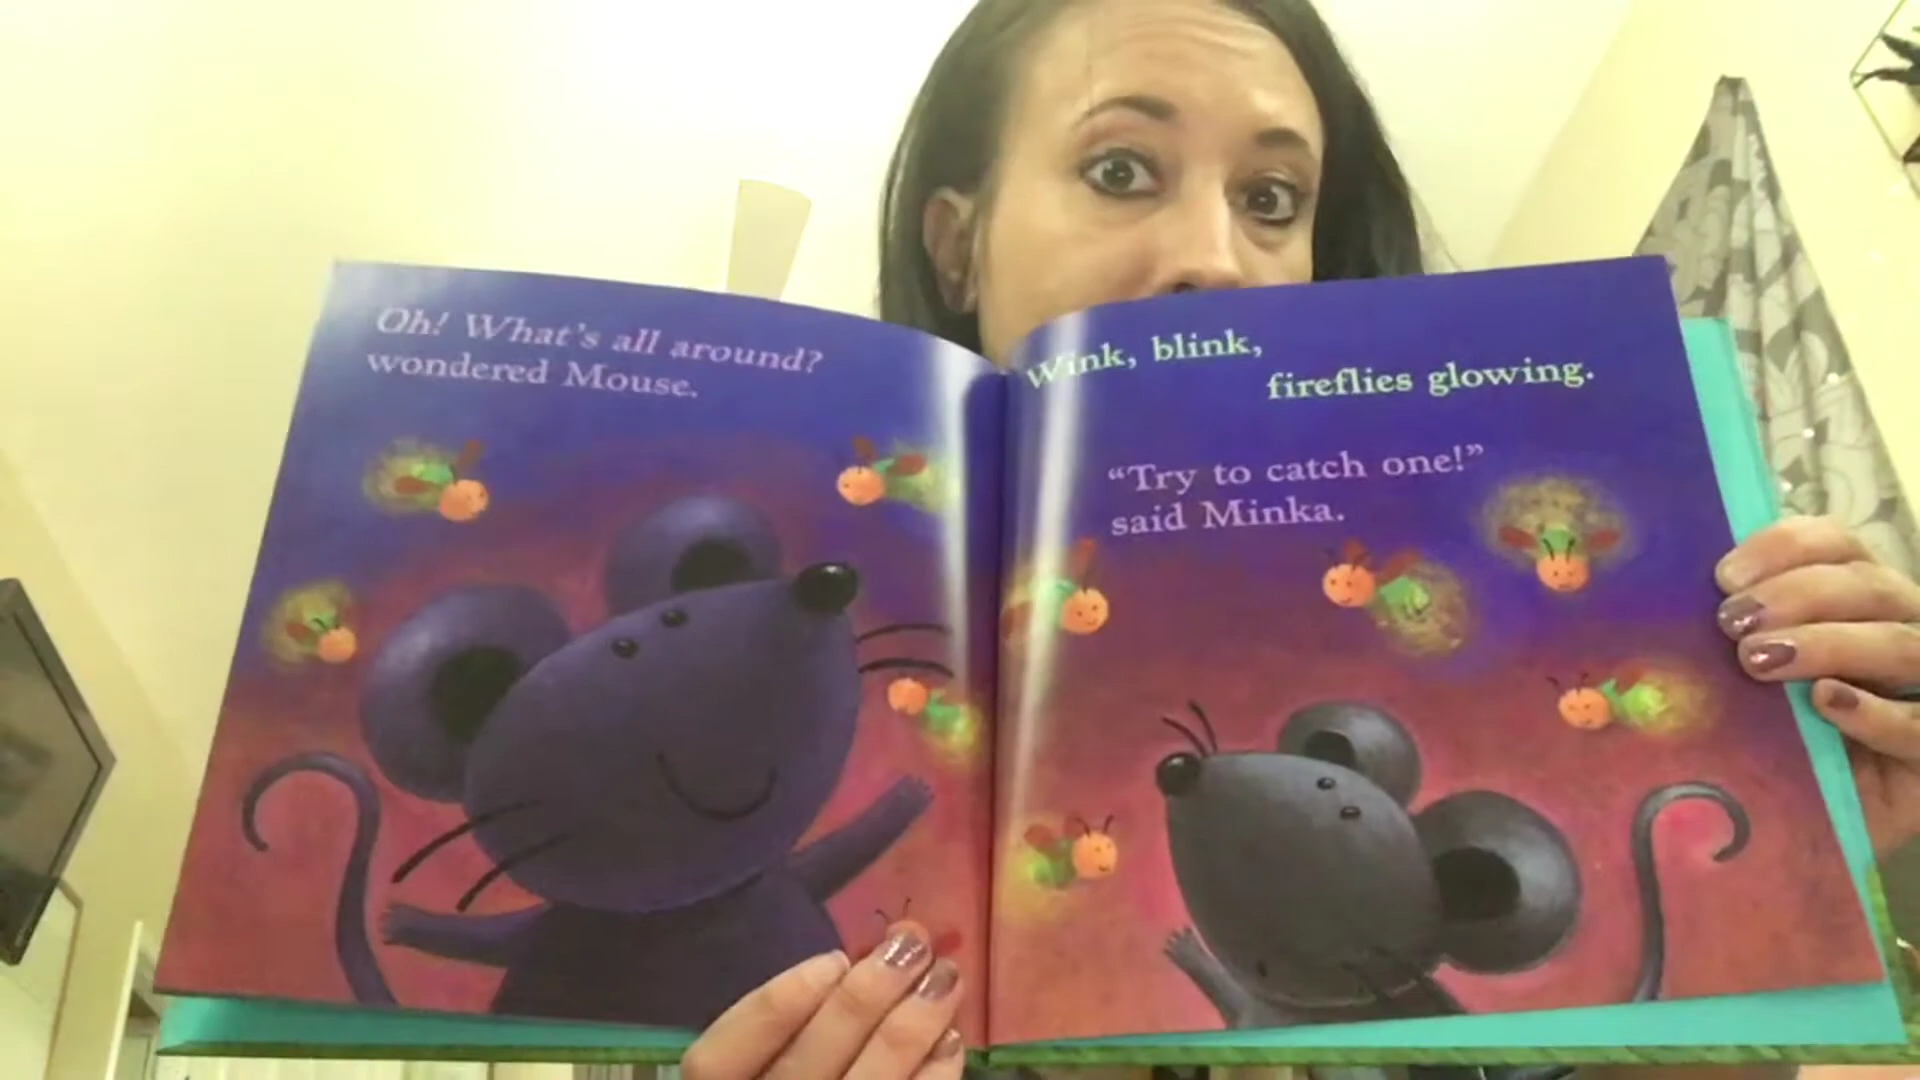 Oh! What's all around?
wondered Mouse.
Wink, blink,
fireflies glowing.
“Try to catch one!”
said Minka.